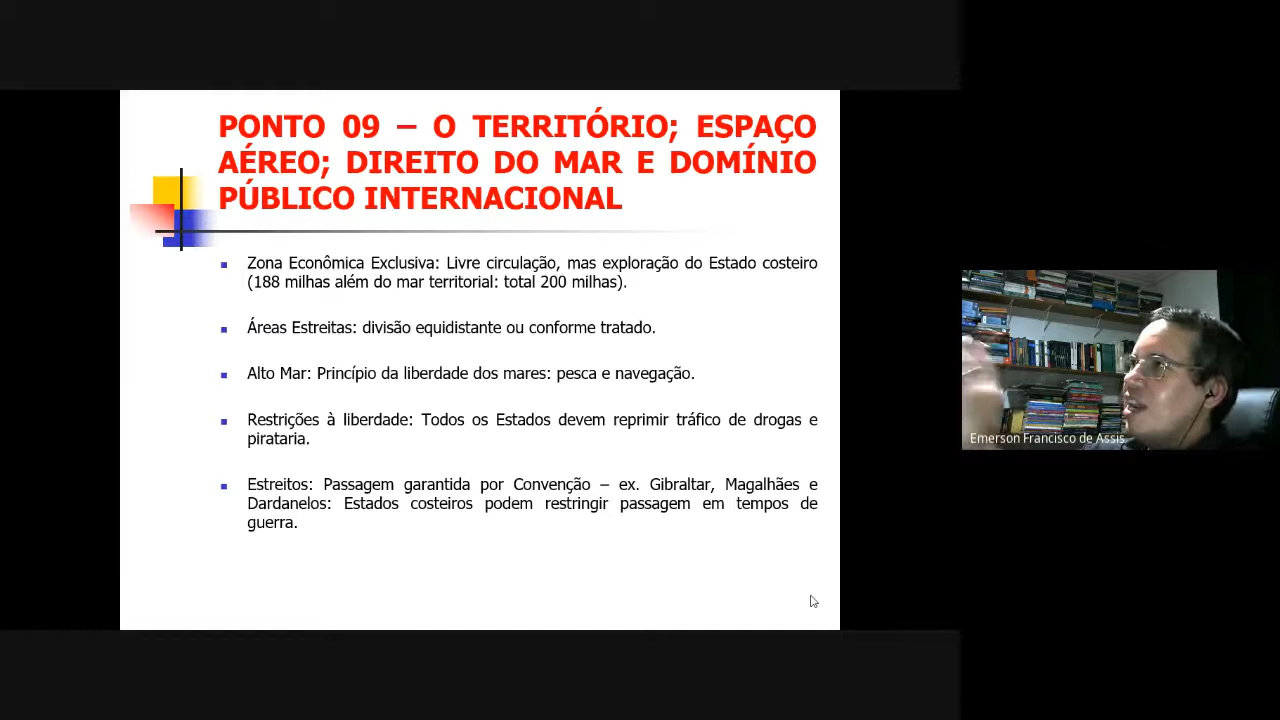 PONTO 09 – O TERRITÓRIO; ESPAÇO
AÉREO; DIREITO DO MAR E DOMÍNIO
PÚBLICO INTERNACIONAL
Zona Econômica Exclusiva: Livre circulação, mas exploração do Estado costeiro
(188 milhas além do mar territorial: total 200 milhas).
Áreas Estreitas: divisão equidistante ou conforme tratado.
Alto Mar: Princípio da liberdade dos mares: pesca e navegação.
Restrições à liberdade: Todos os Estados devem reprimir tráfico de drogas e
pirataria.
Estreitos: Passagem garantida por Convenção – ex. Gibraltar, Magalhães e
Dardanelos: Estados costeiros podem restringir passagem em tempos de
guerra.
Emerson Francisco de Assis